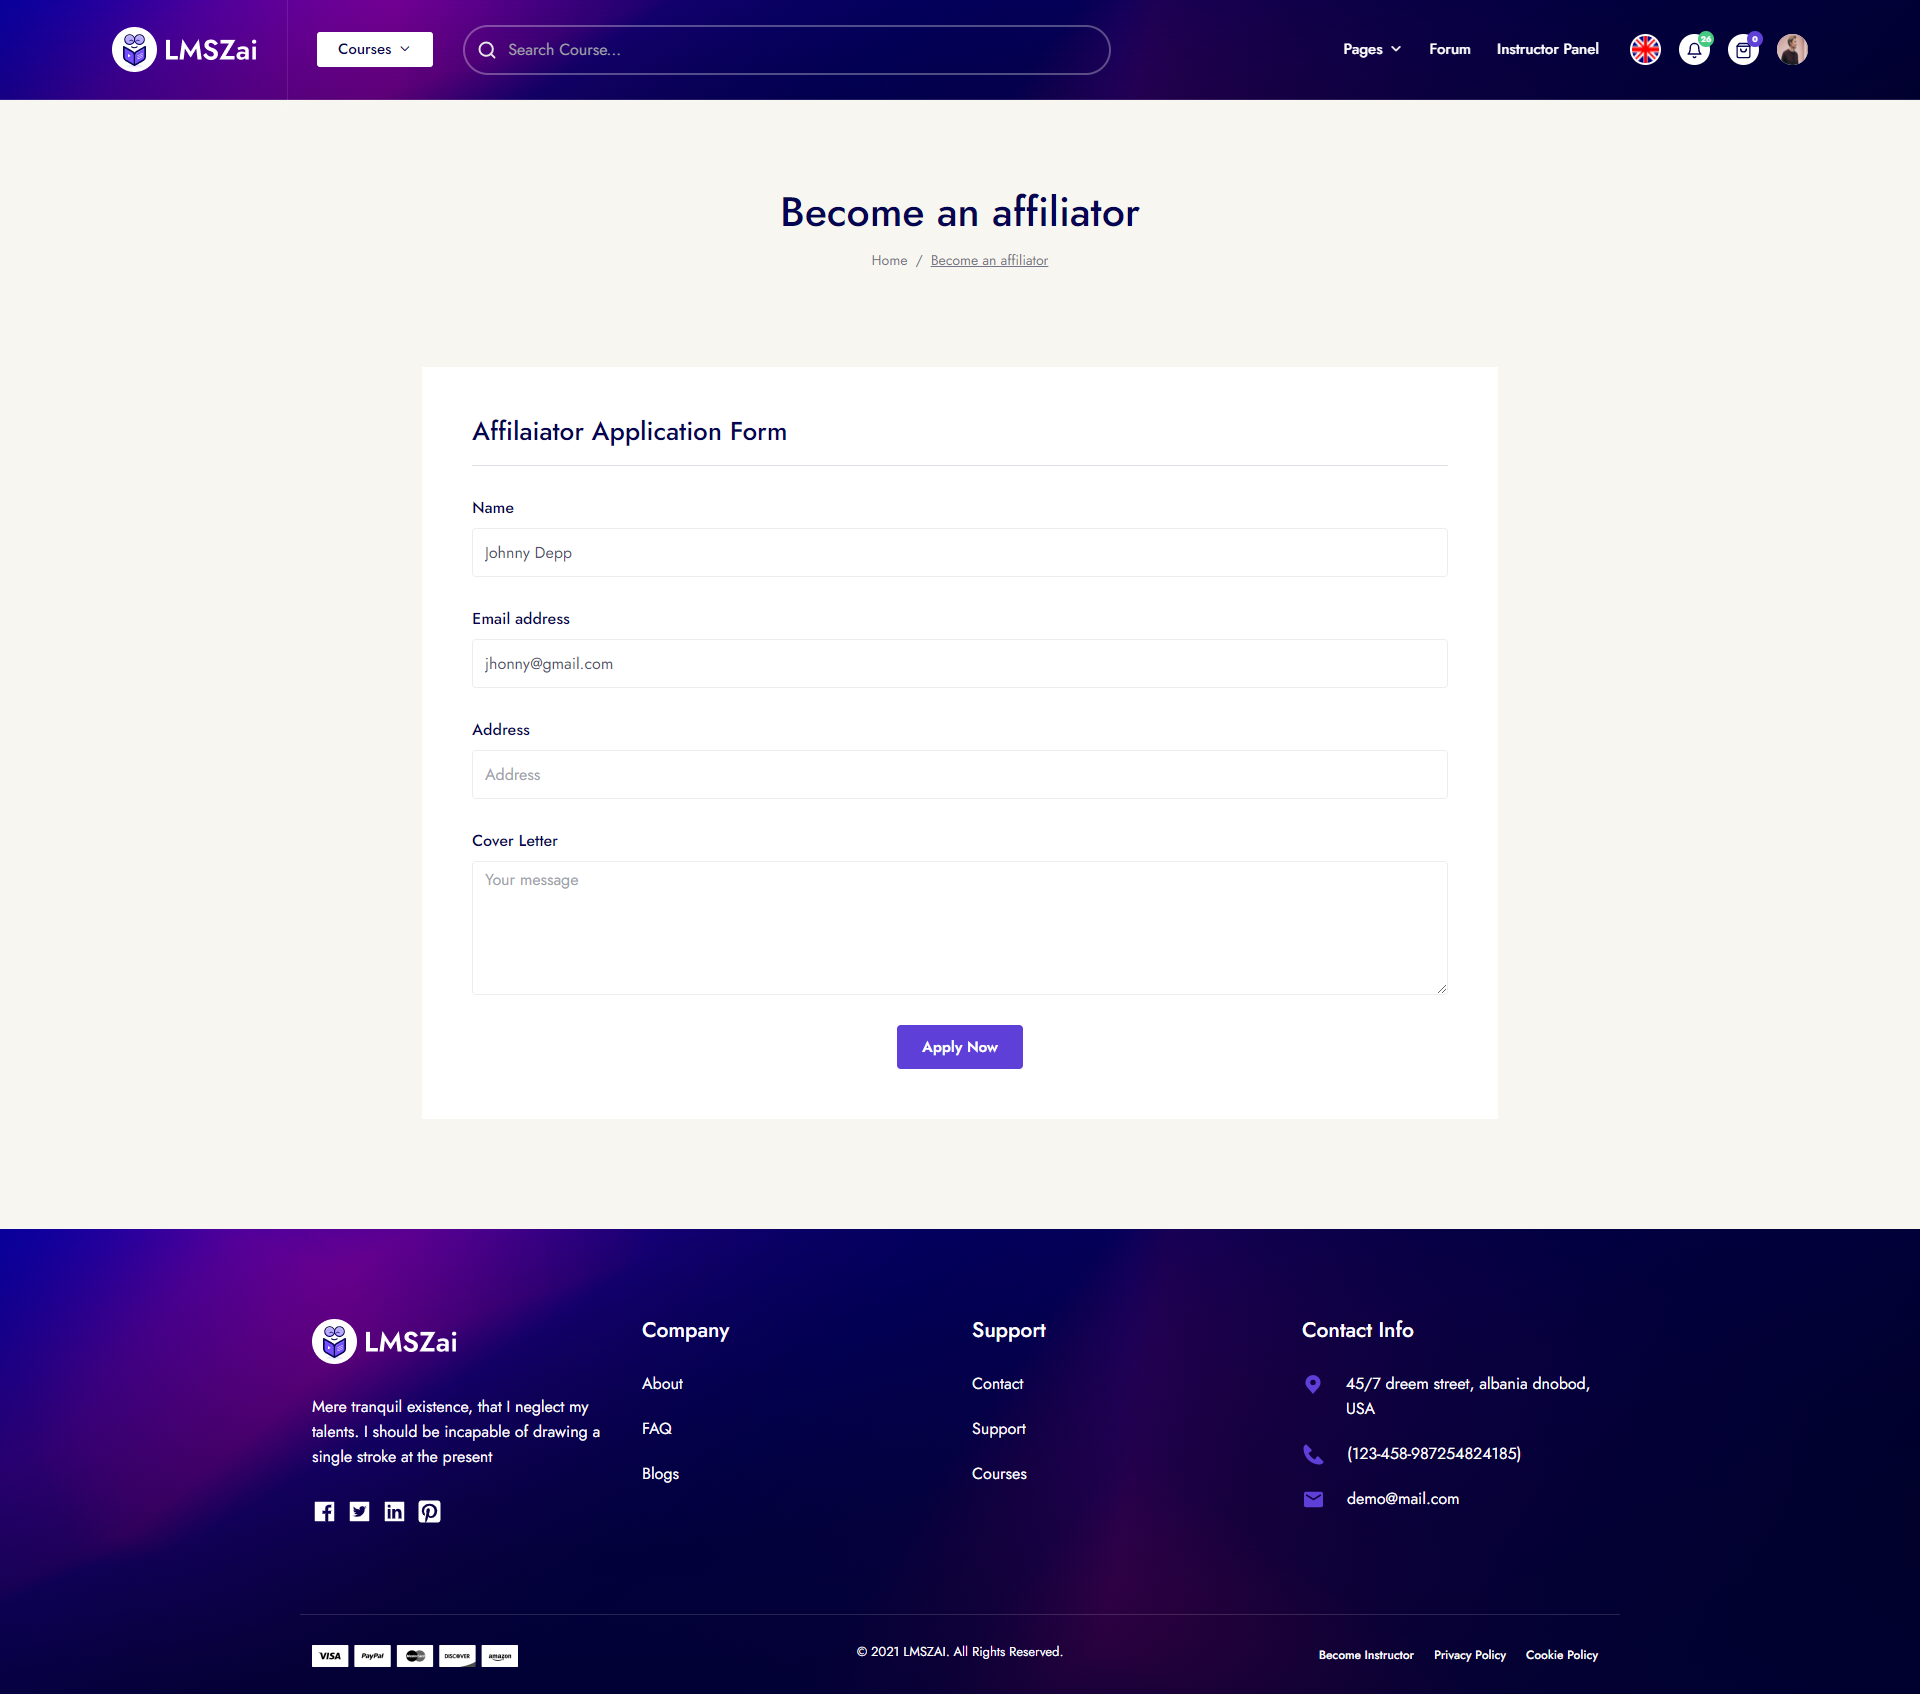 LMSZai
Courses
Search Course...
Pages
Forum
Instructor Panel
26
0
Become an affiliator
Home / Become an affiliator
Affilaiator Application Form
Name
Johnny Depp
Email address
jhonny@gmail.com
Address
Address
Cover Letter
Your message
Apply Now
LMSZai
Mere tranquil existence, that I neglect my
talents. I should be incapable of drawing a
single stroke at the present
Company
About
FAQ
Blogs
Support
Contact
Support
Courses
Contact Info
45/7 dreem street, albania dnobod,
USA
(123-458-987254824185)
demo@mail.com
VISA
PayPal
DISCOVER
amazon
© 2021 LMSZAI. All Rights Reserved.
Become Instructor
Privacy Policy
Cookie Policy